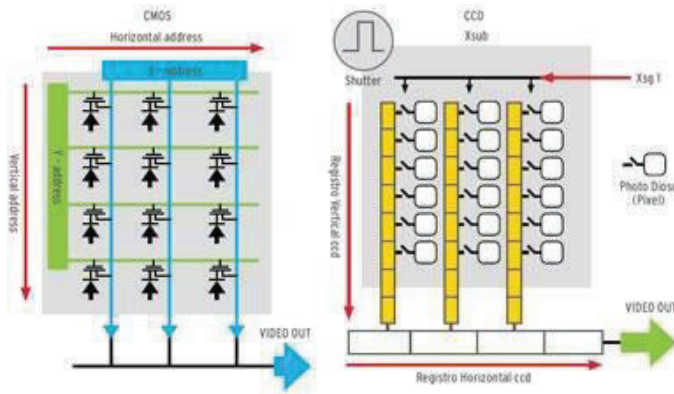 CMOS
Horizontal address
X - address
Vertical address
Y - address
VIDEO OUT
CCD
Xsub
Shutter
Xsg 1
Registro Vertical ccd
Photo Diose
(Pixel)
VIDEO OUT
Registro Horizontal ccd